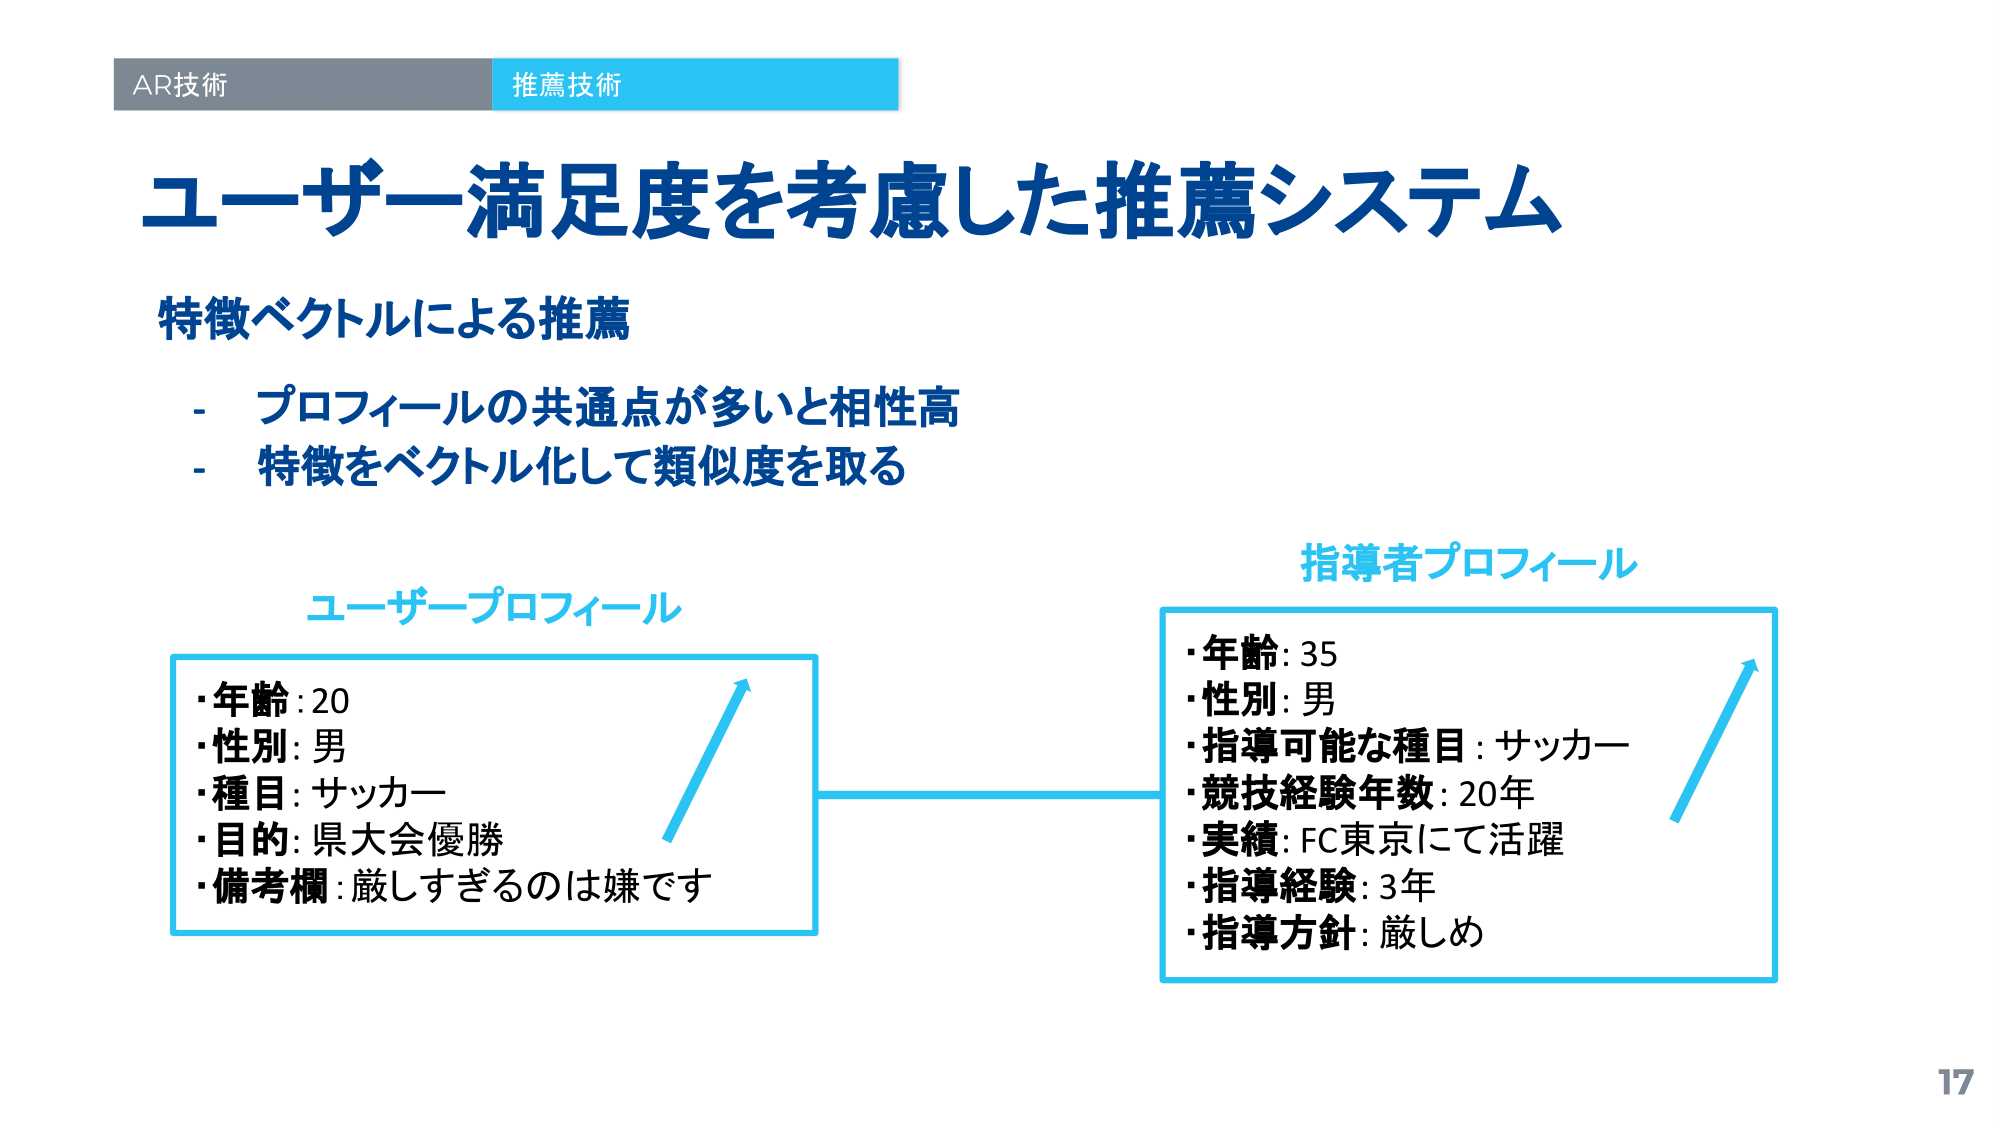 AR技術
推薦技術
ユーザー満足度を考慮した推薦システム
特徴ベクトルによる推薦
- プロフィールの共通点が多いと相性高
- 特徴をベクトル化して類似度を取る
ユーザープロフィール
・年齢:20
・性別: 男
・種目: サッカー
・目的: 県大会優勝
・備考欄:厳しすぎるのは嫌です
指導者プロフィール
・年齢: 35
・性別: 男
・指導可能な種目: サッカー
・競技経験年数: 20年
・実績: FC東京にて活躍
・指導経験: 3年
・指導方針: 厳しめ
17